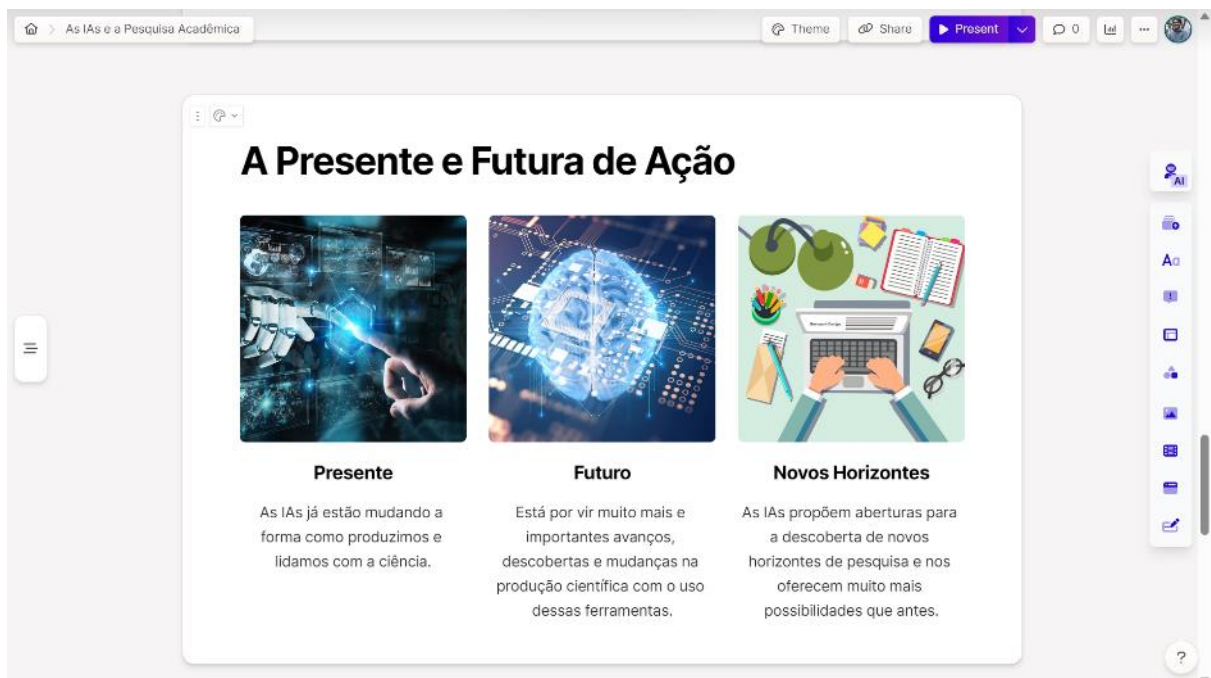 As IAs e a Pesquisa Acadêmica
Theme
Share
Present
0
A Presente e Futura de Ação
Presente
As IAs já estão mudando a
forma como produzimos e
lidamos com a ciência.
Futuro
Está por vir muito mais e
importantes avanços,
descobertas e mudanças na
produção científica com o uso
dessas ferramentas.
Novos Horizontes
As IAs propõem aberturas para
a descoberta de novos
horizontes de pesquisa e nos
oferecem muito mais
possibilidades que antes.
AI
Aa
?